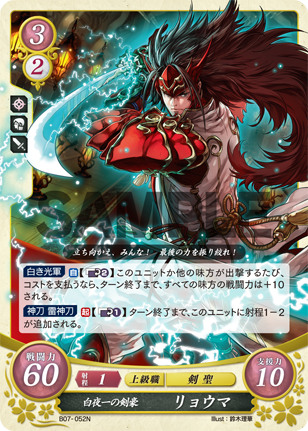 3
2
SAMPLE
立ち向かえ、みんな！ 最後の力を振り絞れ！
白き光軍 自 【2】このユニットか他の味方が出撃するたび、
コストを支払うなら、ターン終了まで、すべての味方の戦闘力は＋10
される。
神刀 雷神刀 起 【1】ターン終了まで、このユニットに射程1-2
が追加される。
戦闘力
60
射程 1 上級職 剣聖
支援力
10
白夜一の剣豪 リョウマ
B07-052N
Illust：鈴木理華